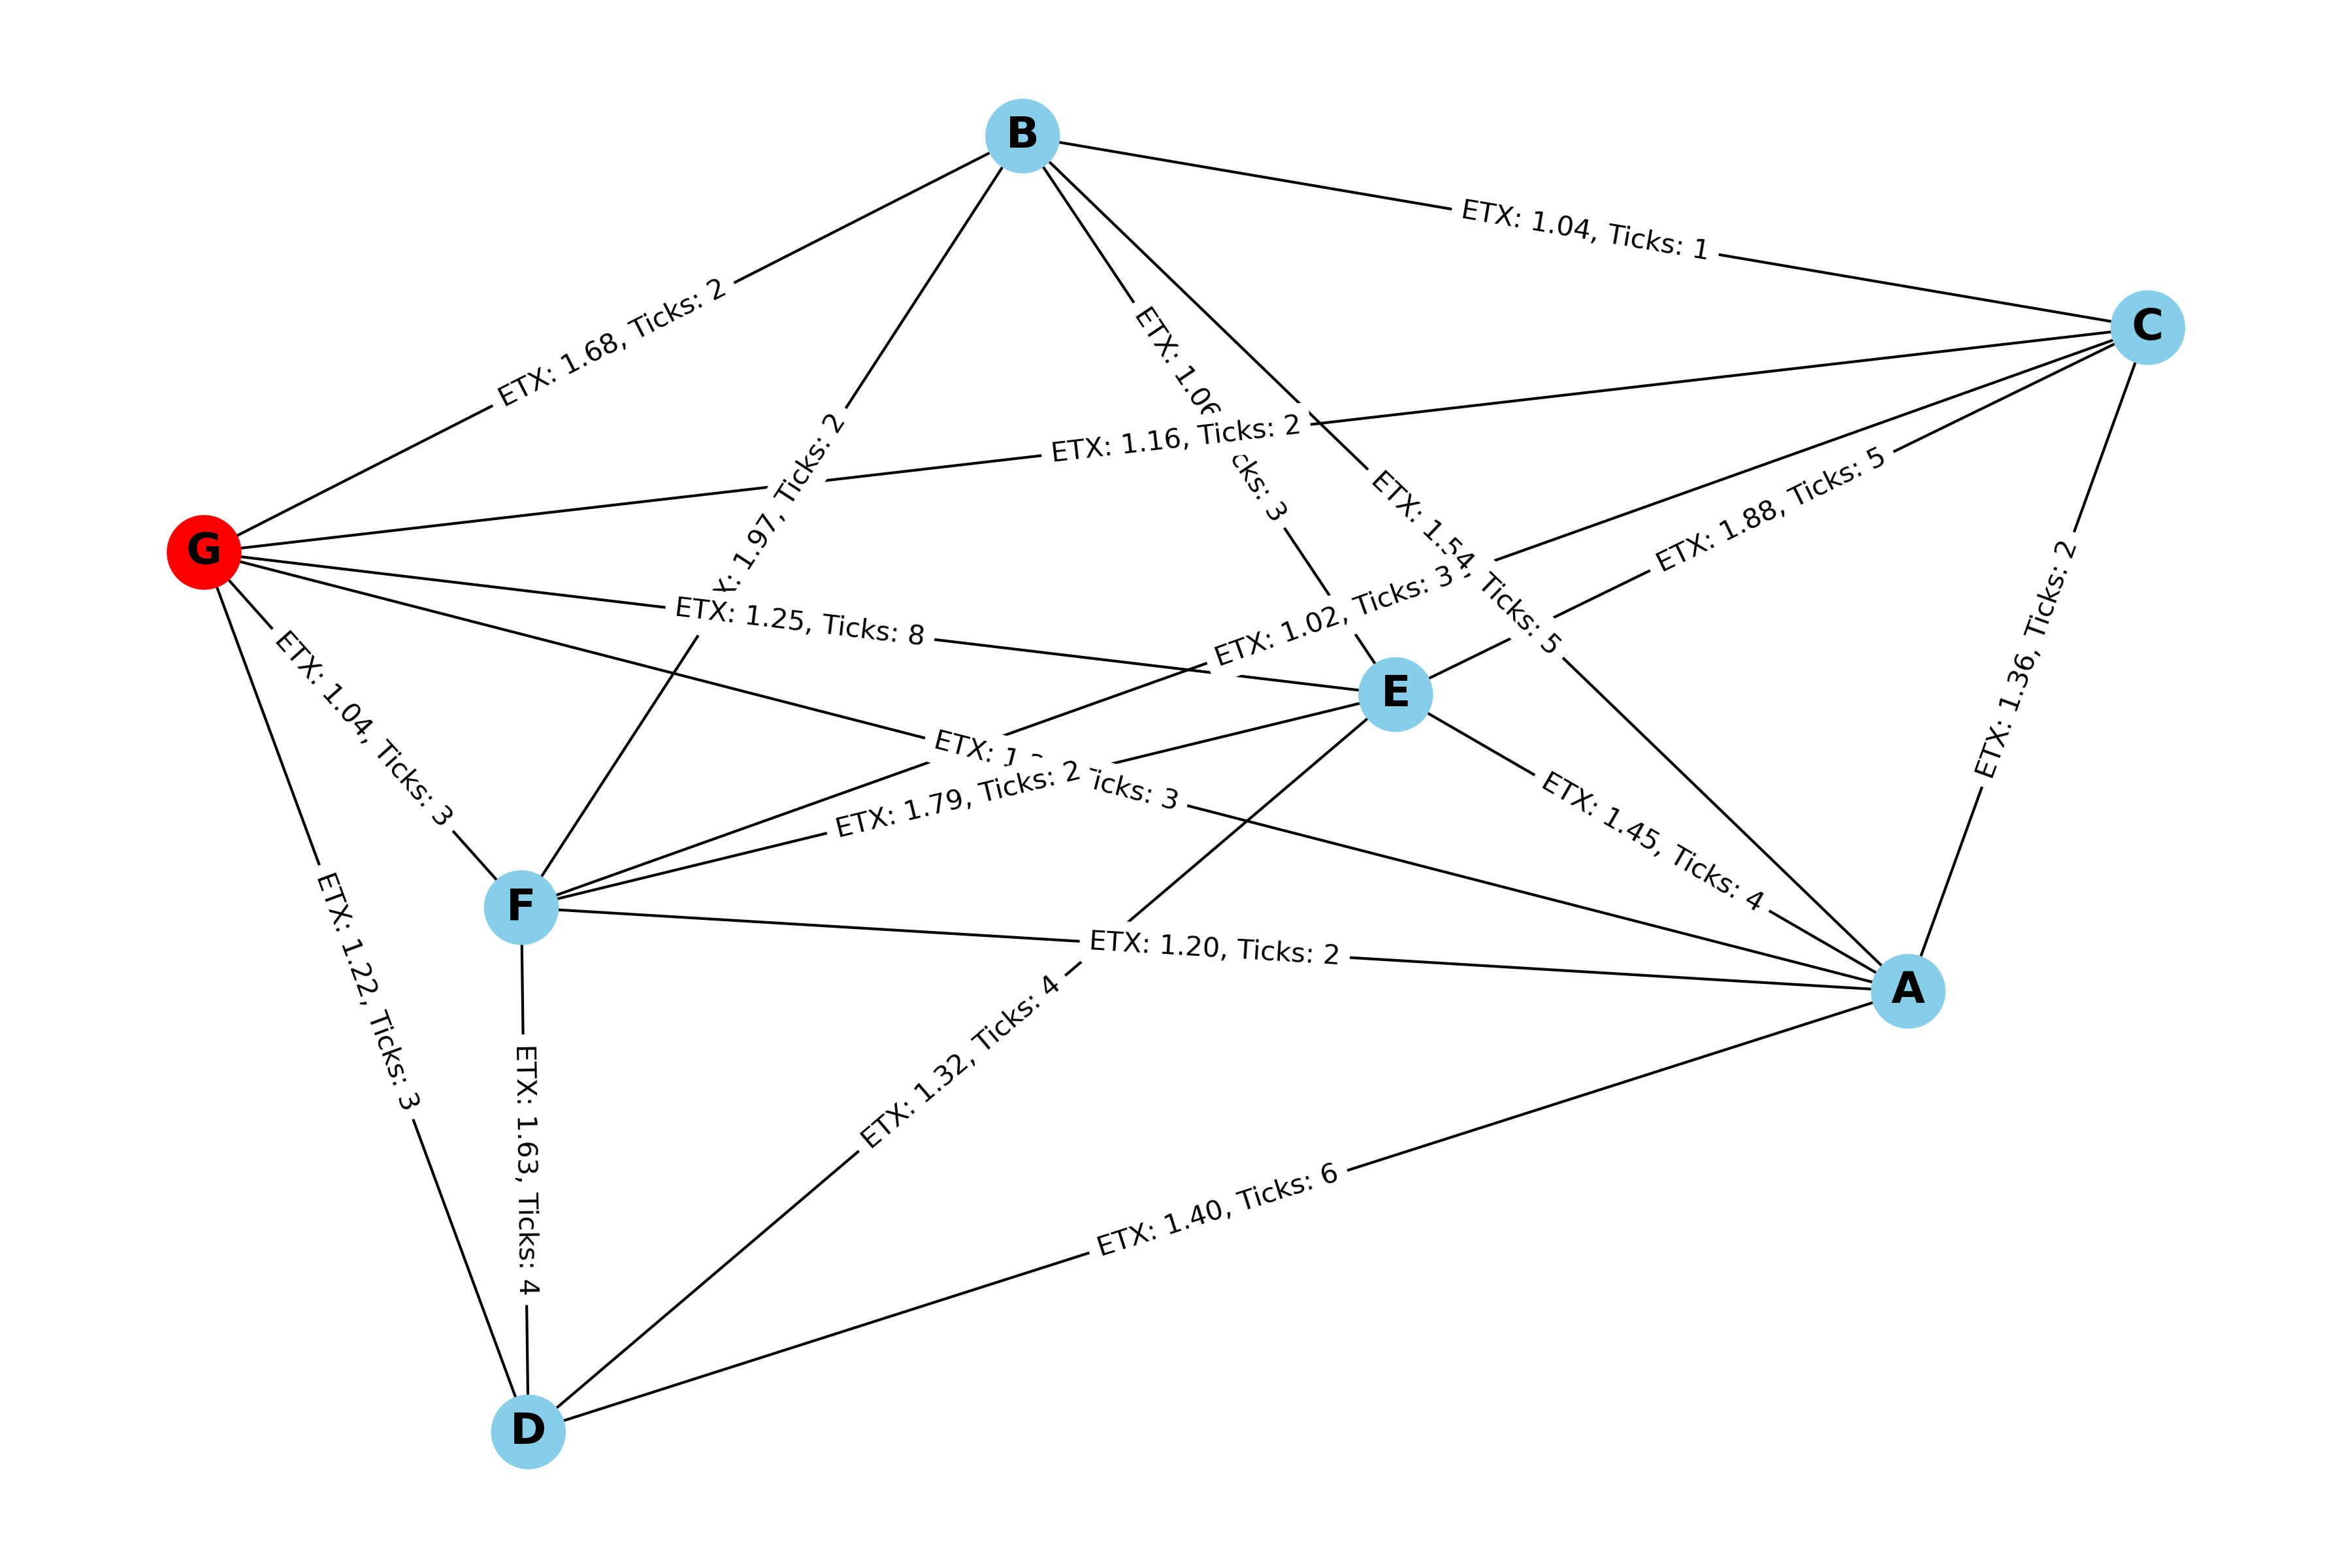 B
ETX: 1.04, Ticks: 1
C
ETX: 1.68, Ticks: 2
ETX: 1.06
cks: 3
ETX: 1.16, Ticks: 2
1.97, Ticks: 2
ETX: 1.54, Ticks: 5
ETX: 1.88, Ticks: 5
G
ETX: 1.25, Ticks: 8
ETX: 1.02, Ticks: 3
ETX: 1.36, Ticks: 2
E
ETX: 1.04, Ticks: 3
ETX:
icks: 3
ETX: 1.79, Ticks: 2
ETX: 1.45, Ticks: 4
F
ETX: 1.20, Ticks: 2
A
ETX: 1.22, Ticks: 3
ETX: 1.32, Ticks: 4
ETX: 1.63, Ticks: 4
ETX: 1.40, Ticks: 6
D